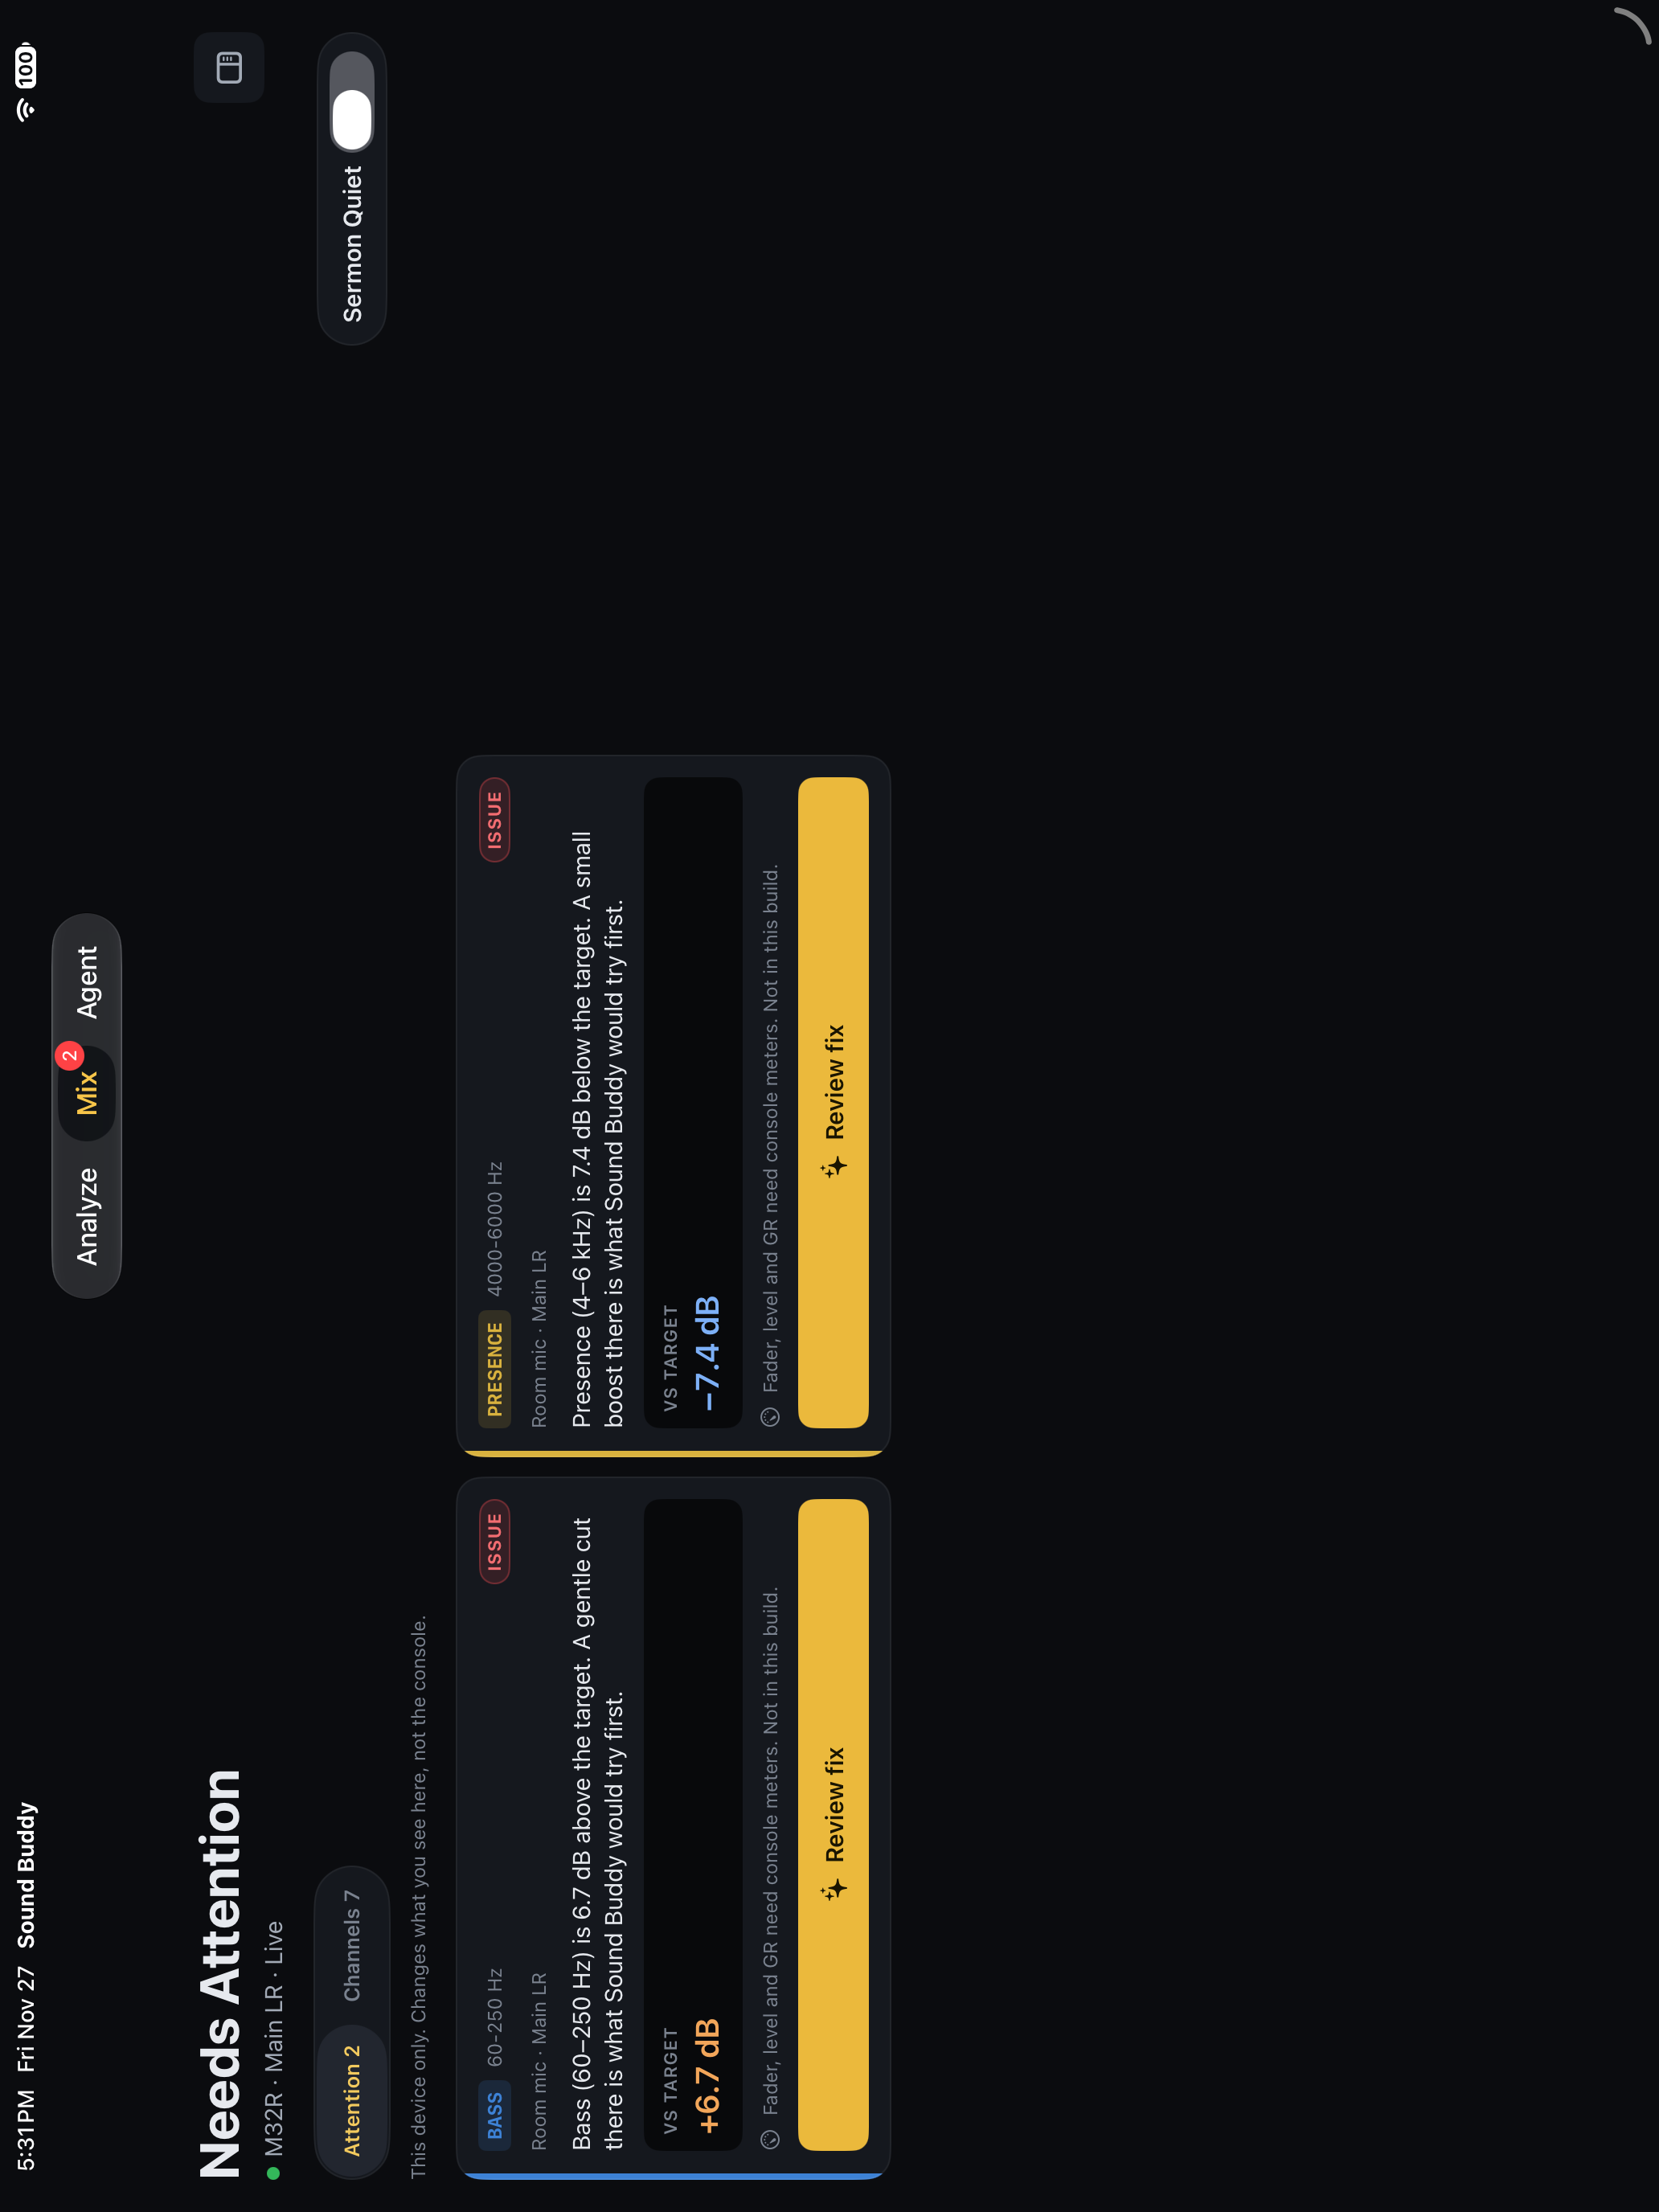 5:31 PM Fri Nov 27 Sound Buddy
100
Analyze
Mix
2
Agent
Needs Attention
M32R · Main LR · Live
Attention 2
Channels 7
Sermon Quiet
This device only. Changes what you see here, not the console.
BASS 60-250 Hz
ISSUE
Room mic · Main LR
Bass (60–250 Hz) is 6.7 dB above the target. A gentle cut
there is what Sound Buddy would try first.
VS TARGET
+6.7 dB
Fader, level and GR need console meters. Not in this build.
Review fix
PRESENCE 4000-6000 Hz
ISSUE
Room mic · Main LR
Presence (4–6 kHz) is 7.4 dB below the target. A small
boost there is what Sound Buddy would try first.
VS TARGET
−7.4 dB
Fader, level and GR need console meters. Not in this build.
Review fix